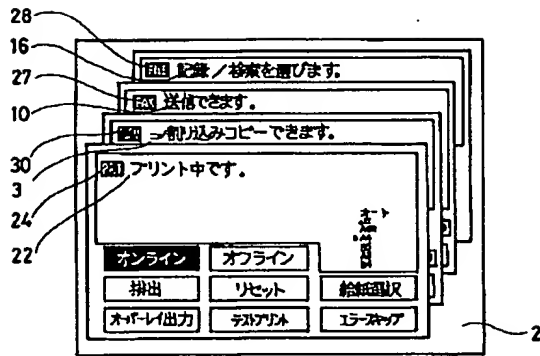 28
16
27
10
30
3
24
22
2
記録／検索を選びます。
FAX 送信できます。
割り込みコピーできます。
プリント中です。
オート
オンライン オフライン
排出 リセット 給紙選択
オーバーレイ出力 テストプリント エラースキップ